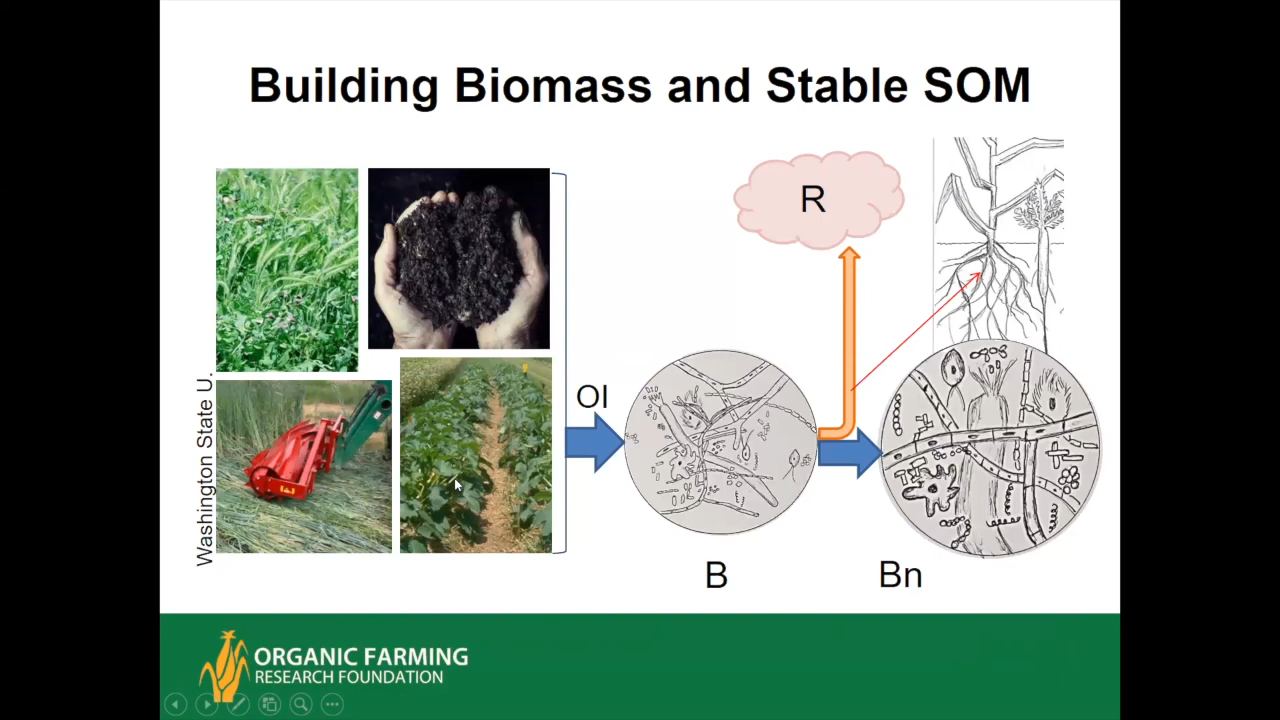 Building Biomass and Stable SOM
R
Washington State U.
OI
B
Bn
ORGANIC FARMING
RESEARCH FOUNDATION